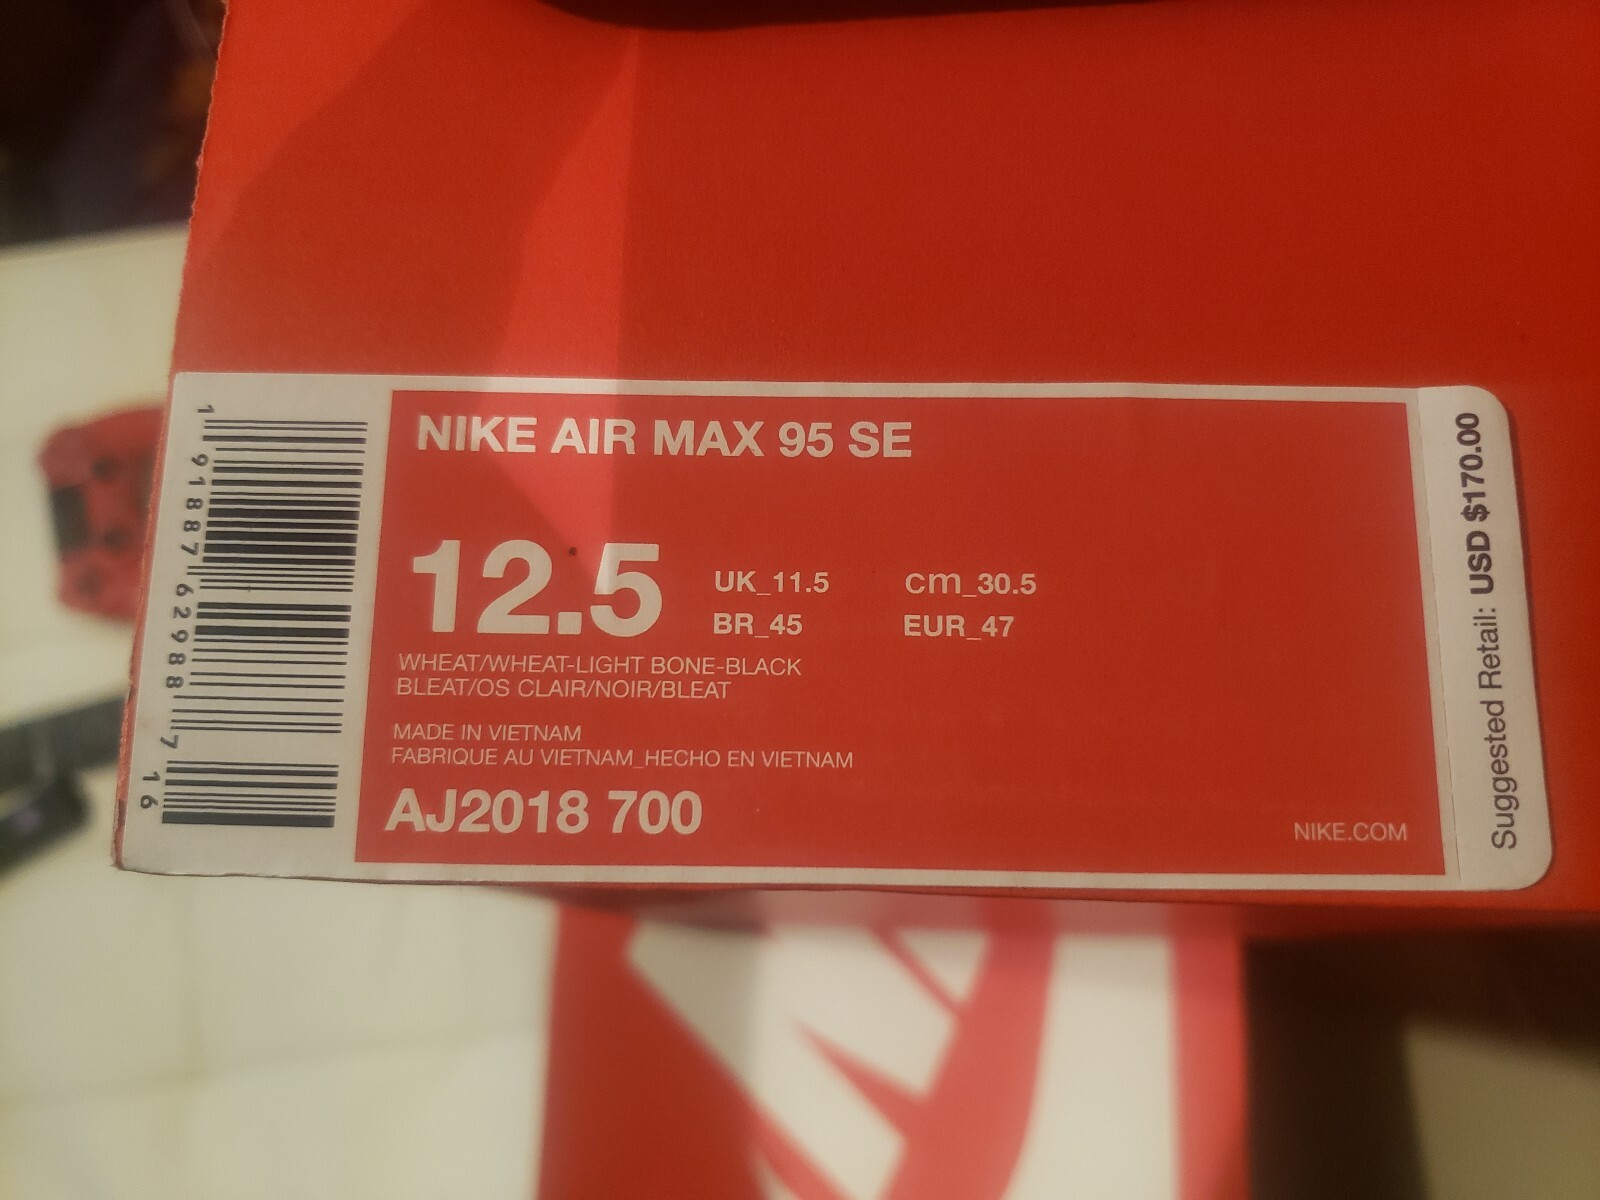 NIKE AIR MAX 95 SE
12.5
UK_11.5 cm_30.5
BR_45 EUR_47
WHEAT/WHEAT-LIGHT BONE-BLACK
BLEAT/OS CLAIR/NOIR/BLEAT
MADE IN VIETNAM
FABRIQUE AU VIETNAM_HECHO EN VIETNAM
AJ2018 700
NIKE.COM
1 91887 62988 7 16
Suggested Retail: USD $170.00